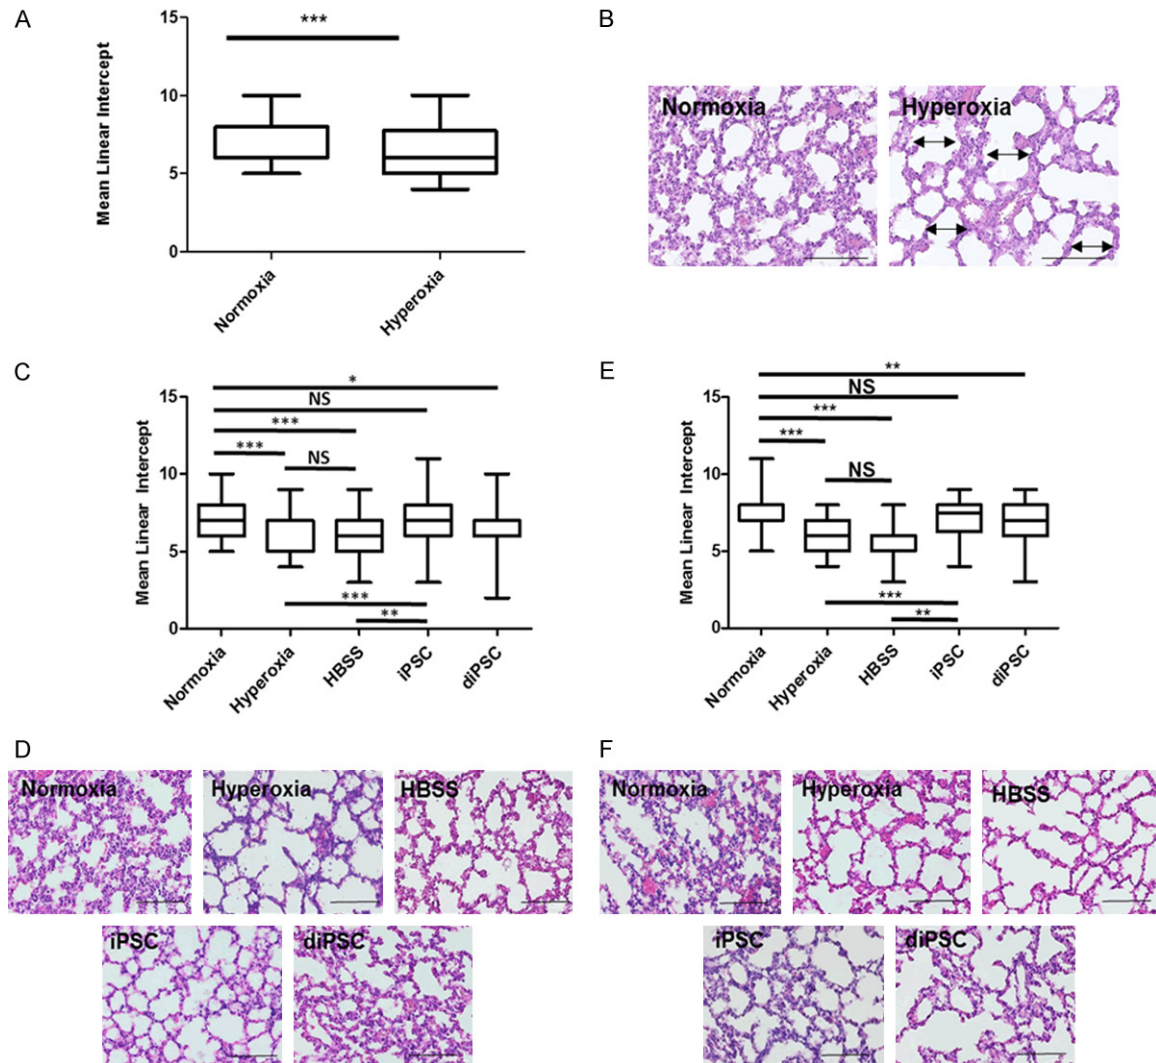 A
15
***
10
5
0
Mean Linear Intercept
Normoxia
Hyperoxia
B
Normoxia
Hyperoxia
C
*
NS
***
***
NS
15
10
5
0
Mean Linear Intercept
***
**
Normoxia
Hyperoxia
HBSS
iPSC
diPSC
E
**
NS
***
***
NS
15
10
5
0
Mean Linear Intercept
***
**
Normoxia
Hyperoxia
HBSS
iPSC
diPSC
D
Normoxia
Hyperoxia
HBSS
iPSC
diPSC
F
Normoxia
Hyperoxia
HBSS
iPSC
diPSC